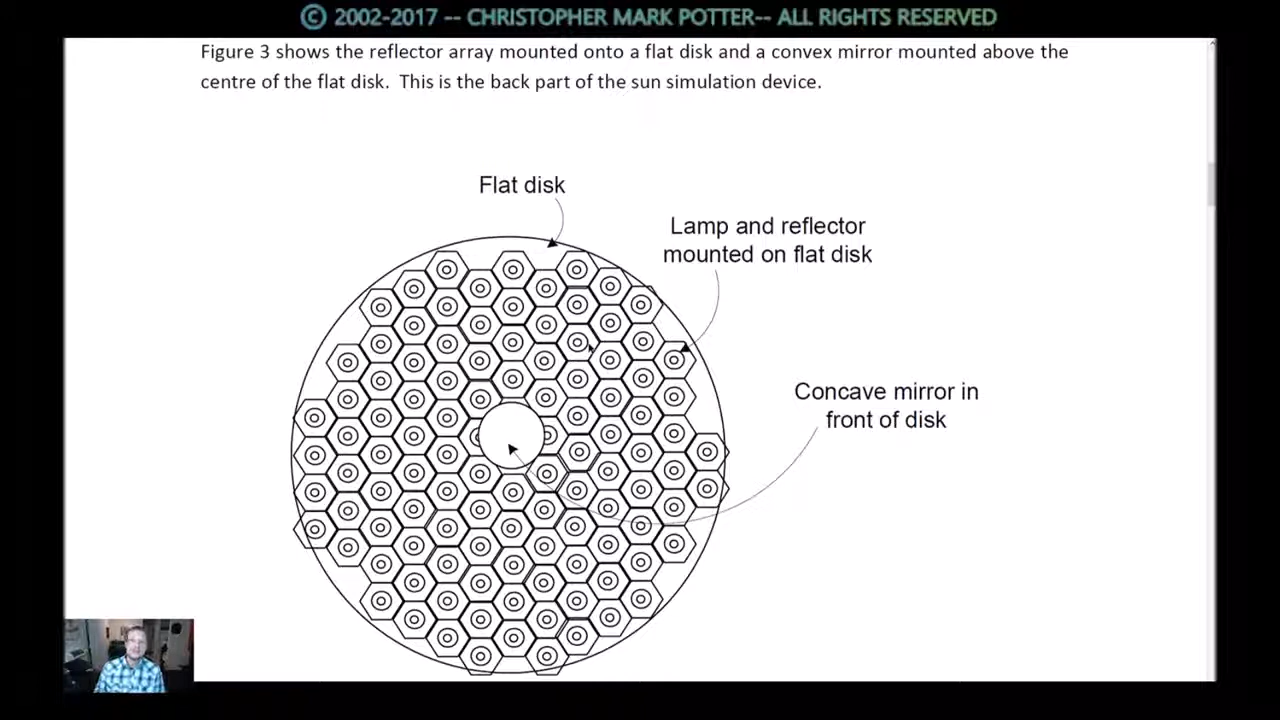 © 2002-2017 -- CHRISTOPHER MARK POTTER-- ALL RIGHTS RESERVED
Figure 3 shows the reflector array mounted onto a flat disk and a convex mirror mounted above the
centre of the flat disk. This is the back part of the sun simulation device.
Flat disk
Lamp and reflector
mounted on flat disk
Concave mirror in
front of disk